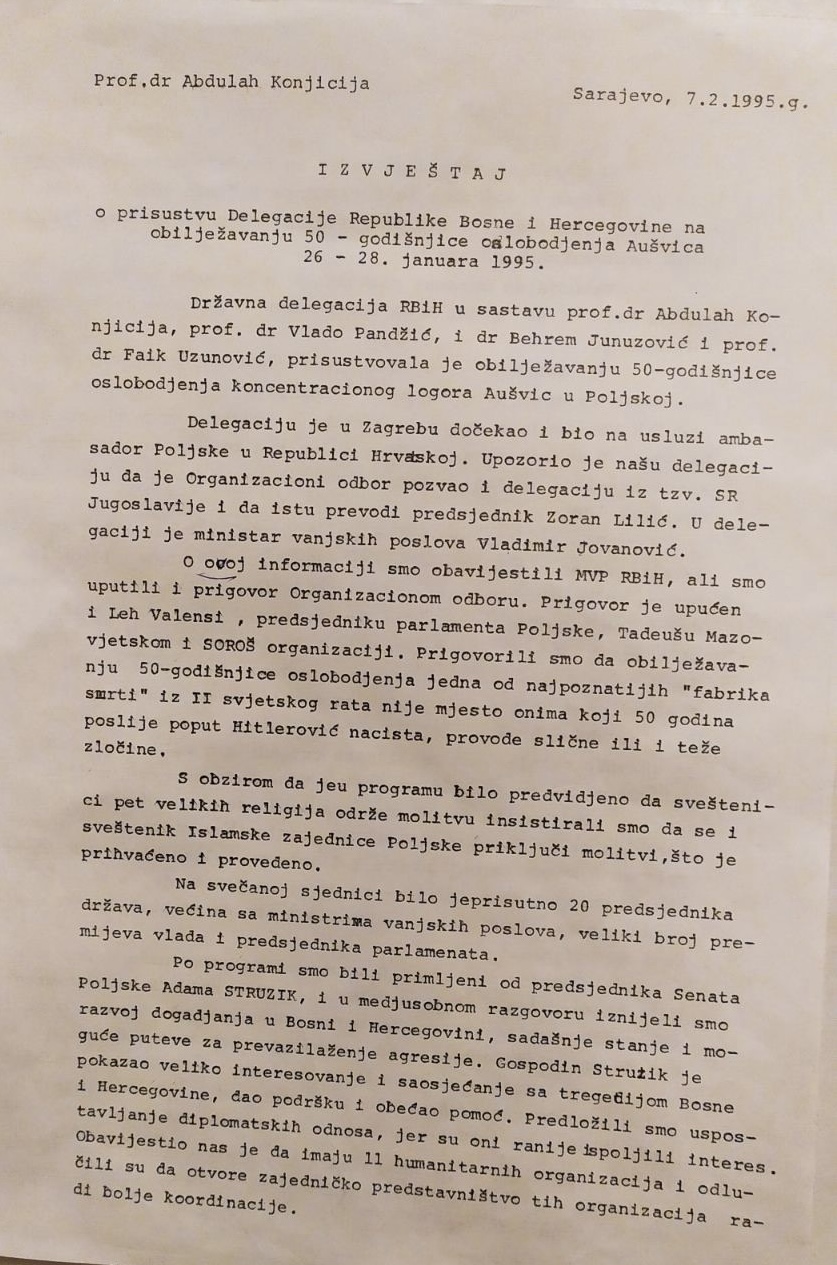 Prof.dr Abdulah Konjicija
Sarajevo, 7.2.1995.g.
I Z V J E Š T A J
o prisustvu Delegacije Republike Bosne i Hercegovine na
obilježavanju 50 - godišnjice oslobodjenja Aušvica
26 - 28. januara 1995.
Državna delegacija RBiH u sastavu prof.dr Abdulah Ko-
njicija, prof. dr Vlado Pandžić, i dr Behrem Junuzović i prof.
dr Faik Uzunović, prisustvovala je obilježavanju 50-godišnjice
oslobodjenja koncentracionog logora Aušvic u Poljskoj.
Delegaciju je u Zagrebu dočekao i bio na usluzi amba-
sador Poljske u Republici Hrvatskoj. Upozorio je našu delegaci-
ju da je Organizacioni odbor pozvao i delegaciju iz tzv. SR
Jugoslavije i da istu prevodi predsjednik Zoran Lilić. U dele-
gaciji je ministar vanjskih poslova Vladimir Jovanović.
O ovoj informaciji smo obavijestili MVP RBiH, ali smo
uputili i prigovor Organizacionom odboru. Prigovor je upućen
i Leh Valensi , predsjedniku parlamenta Poljske, Tadeušu Mazo-
vjetskom i SOROŠ organizaciji. Prigovorili smo da obilježava-
nju 50-godišnjice oslobodjenja jedna od najpoznatijih "fabrika
smrti" iz II svjetskog rata nije mjesto onima koji 50 godina
poslije poput Hitlerović nacista, provode slične ili i teže
zločine.
S obzirom da jeu programu bilo predvidjeno da svešteni-
ci pet velikih religija održe molitvu insistirali smo da se i
sveštenik Islamske zajednice Poljske priključi molitvi,što je
prihvaćeno i provedeno.
Na svečanoj sjednici bilo jeprisutno 20 predsjednika
država, većina sa ministrima vanjskih poslova, veliki broj pre-
mijeva vlada i predsjednika parlamenata.
Po programi smo bili primljeni od predsjednika Senata
Poljske Adama STRUZIK, i u medjusobnom razgovoru iznijeli smo
razvoj dogadjanja u Bosni i Hercegovini, sadašnje stanje i mo-
guće puteve za prevazilaženje agresije. Gospodin Stružik je
pokazao veliko interesovanje i saosjećanje sa tregedijom Bosne
i Hercegovine, dao podršku i obećao pomoć. Predložili smo uspos-
tavljanje diplomatskih odnosa, jer su oni ranije ispoljili interes.
Obavijestio nas je da imaju 11 humanitarnih organizacija i odlu-
čili su da otvore zajedničko predstavništvo tih organizacija ra-
di bolje koordinacije.